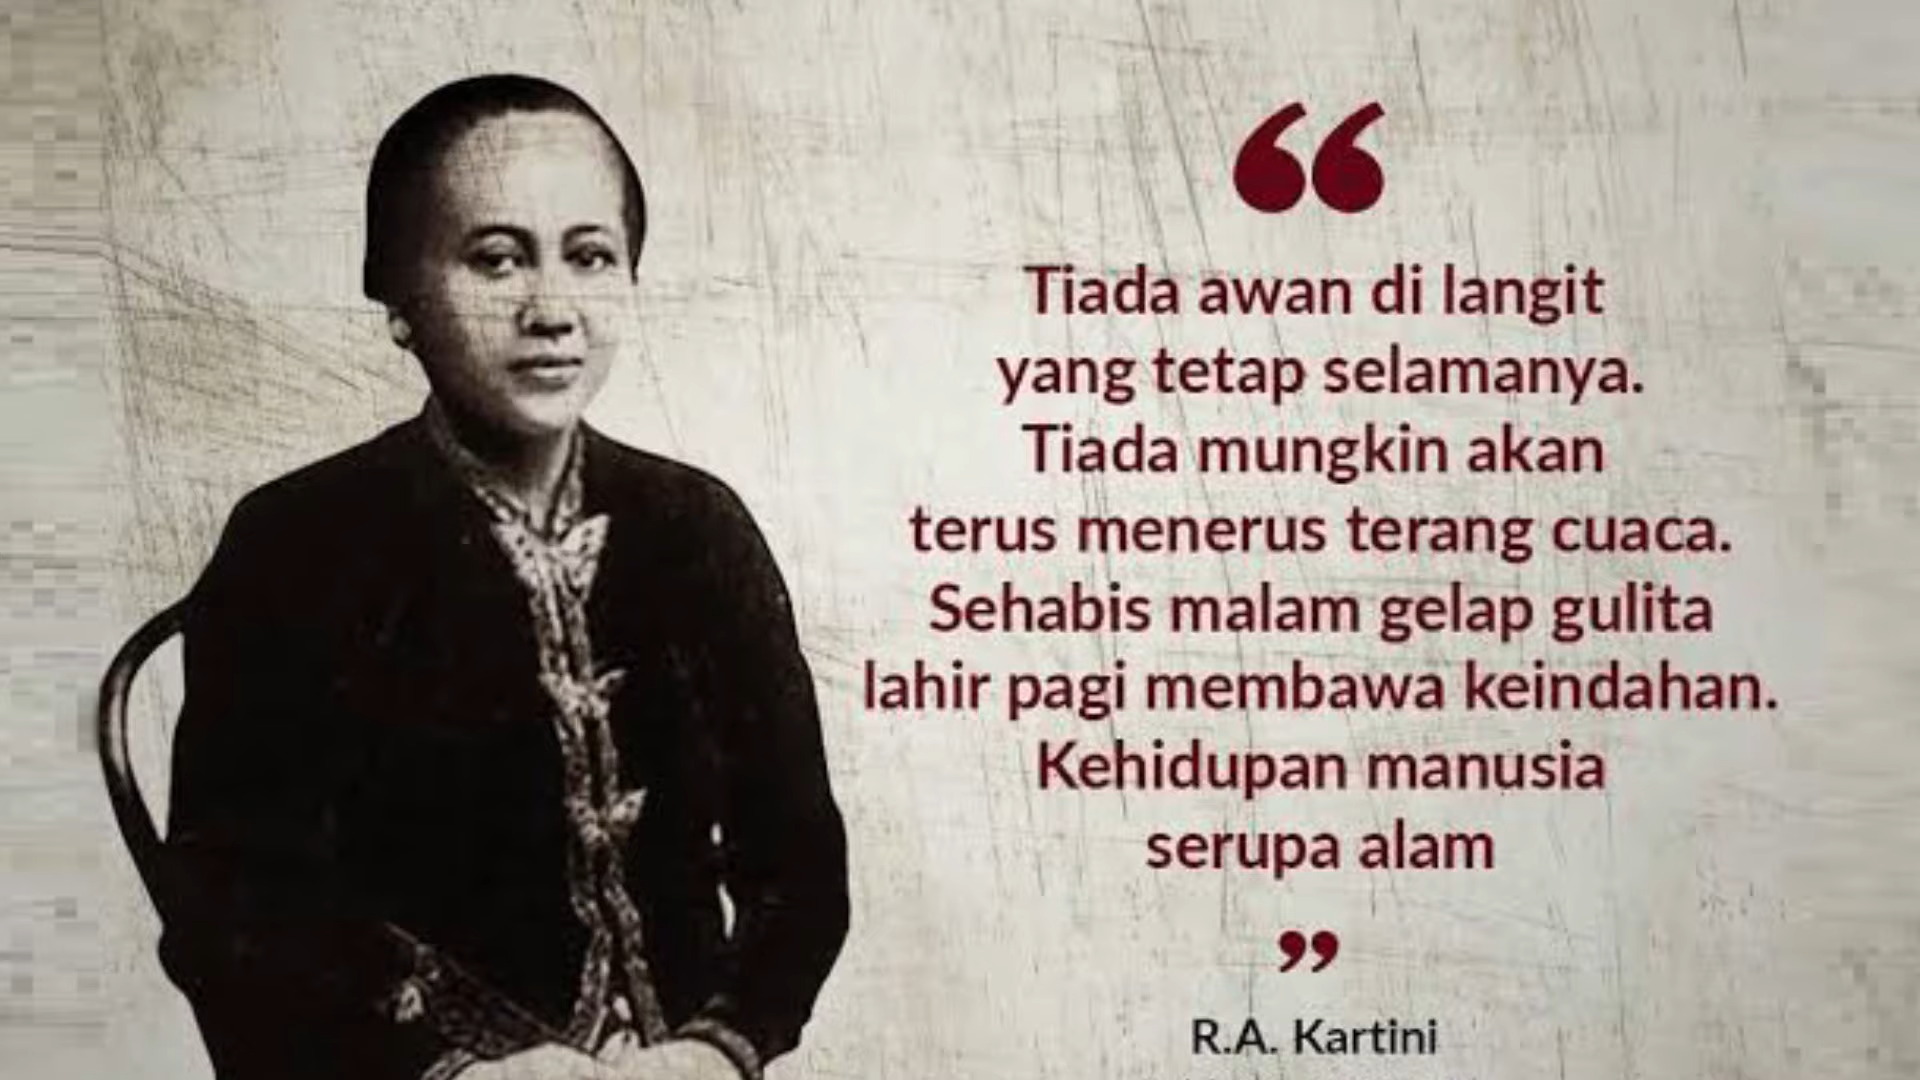 “
Tiada awan di langit
yang tetap selamanya.
Tiada mungkin akan
terus menerus terang cuaca.
Sehabis malam gelap gulita
lahir pagi membawa keindahan.
Kehidupan manusia
serupa alam
”
R.A. Kartini